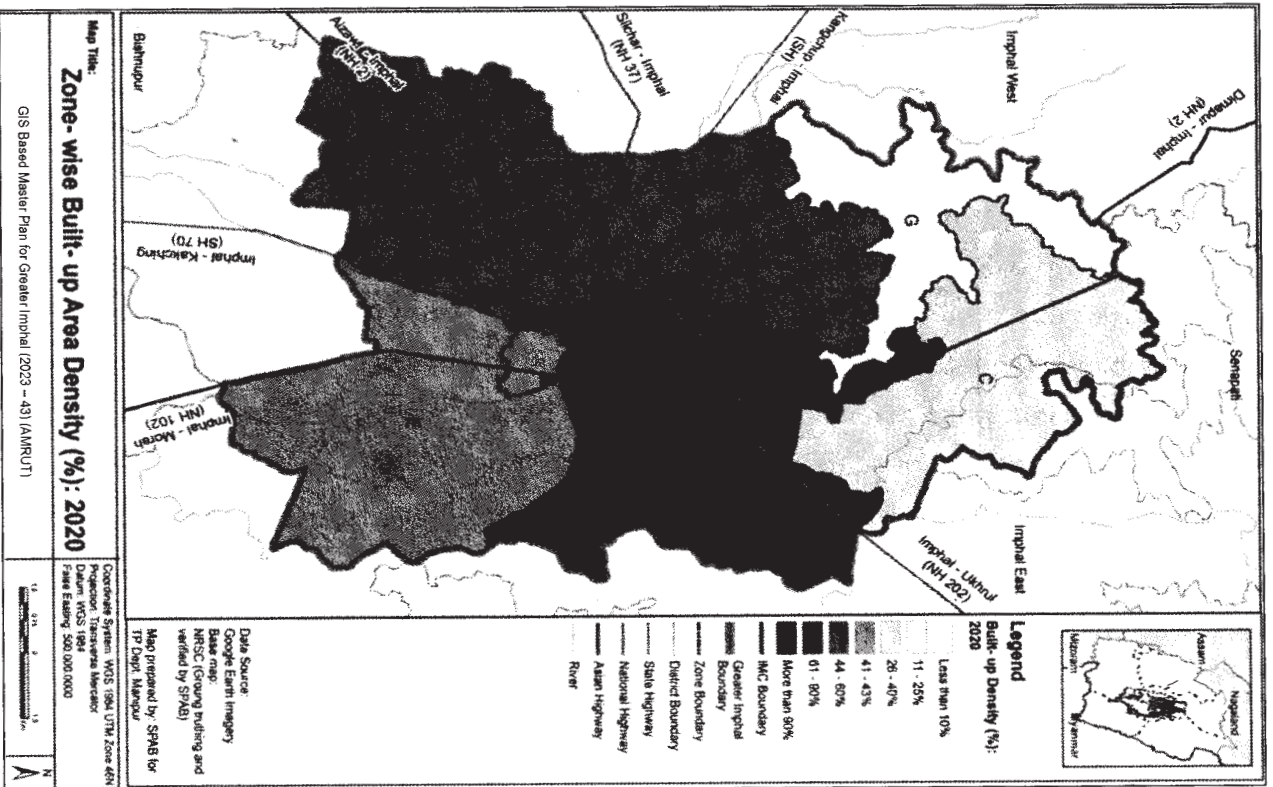 Map Title:
Zone- wise Built- up Area Density (%): 2020
GIS Based Master Plan for Greater Imphal (2023 – 43) (AMRUT)
Coordinate System: WGS 1984 UTM Zone 46N
Projection: Transverse Mercator
Datum: WGS 1984
False Easting: 500,000.0000
N
Bishnupur
Imphal West
Senapati
Imphal East
Aizawl - Imphal
(NH 2)
Silchar - Imphal
(NH 37)
Kangchup - Imphal
(SH)
Dimapur - Imphal
(NH 2)
Imphal - Kakching
(SH 70)
Imphal - Moreh
(NH 102)
Imphal - Ukhrul
(NH 202)
G
C
Assam
Nagaland
Mizoram
Myanmar
Legend
Built- up Density (%):
2020
Less than 10%
11 - 25%
26 - 40%
41 - 43%
44 - 60%
61 - 90%
More than 90%
IMC Boundary
Greater Imphal
Boundary
Zone Boundary
District Boundary
State Highway
National Highway
Asian Highway
River
Data Source:
Google Earth Imagery
Base map:
NRSC (Groung truthing and
verified by SPAB)
Map prepared by: SPAB for
TP Dept. Manipur